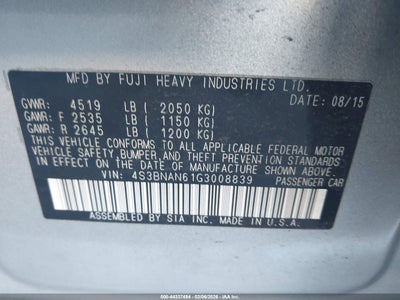 MFD BY FUJI HEAVY INDUSTRIES LTD.
GVWR: 4519 LB ( 2050 KG) DATE: 08/15
GAWR: F 2535 LB ( 1150 KG)
GAWR: R 2645 LB ( 1200 KG)
THIS VEHICLE CONFORMS TO ALL APPLICABLE FEDERAL MOTOR
VEHICLE SAFETY, BUMPER, AND THEFT PREVENTION STANDARDS
IN EFFECT ON THE DATE OF MANUFACTURE SHOWN ABOVE.
VIN: 4S3BNAN61G3008839 PASSENGER CAR
ASSEMBLED BY SIA INC. MADE IN U.S.A.
000-44337484 - 02/06/2026 - IAAI